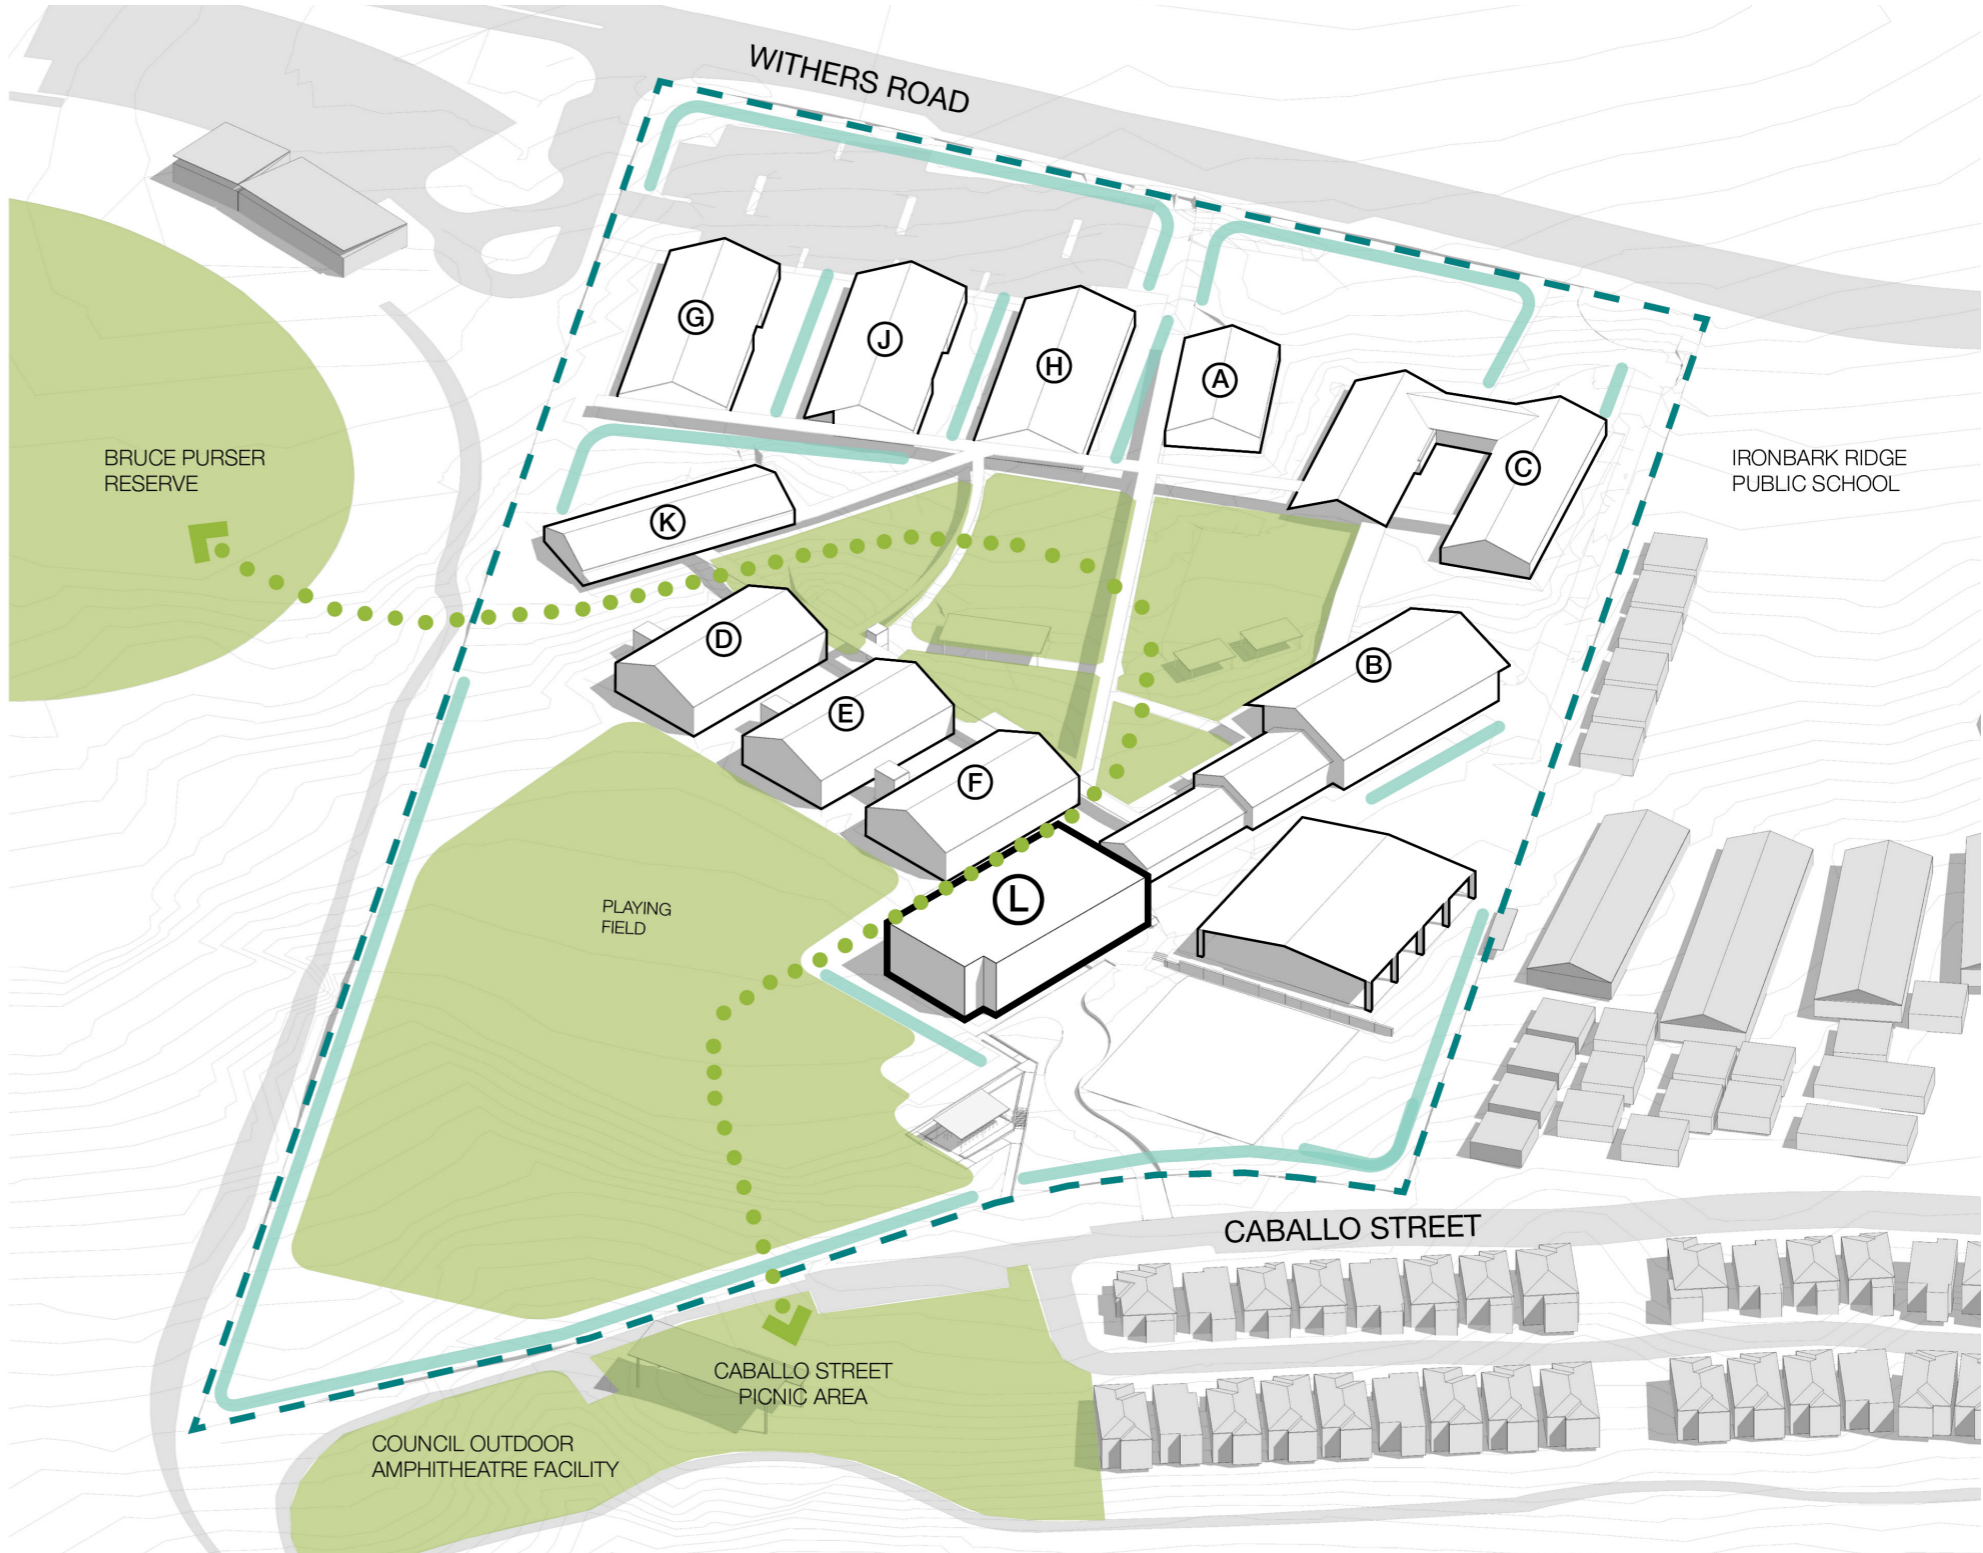 WITHERS ROAD
G
J
H
A
BRUCE PURSER
RESERVE
IRONBARK RIDGE
PUBLIC SCHOOL
C
K
D
B
E
F
L
PLAYING
FIELD
CABALLO STREET
CABALLO STREET
PICNIC AREA
COUNCIL OUTDOOR
AMPHITHEATRE FACILITY